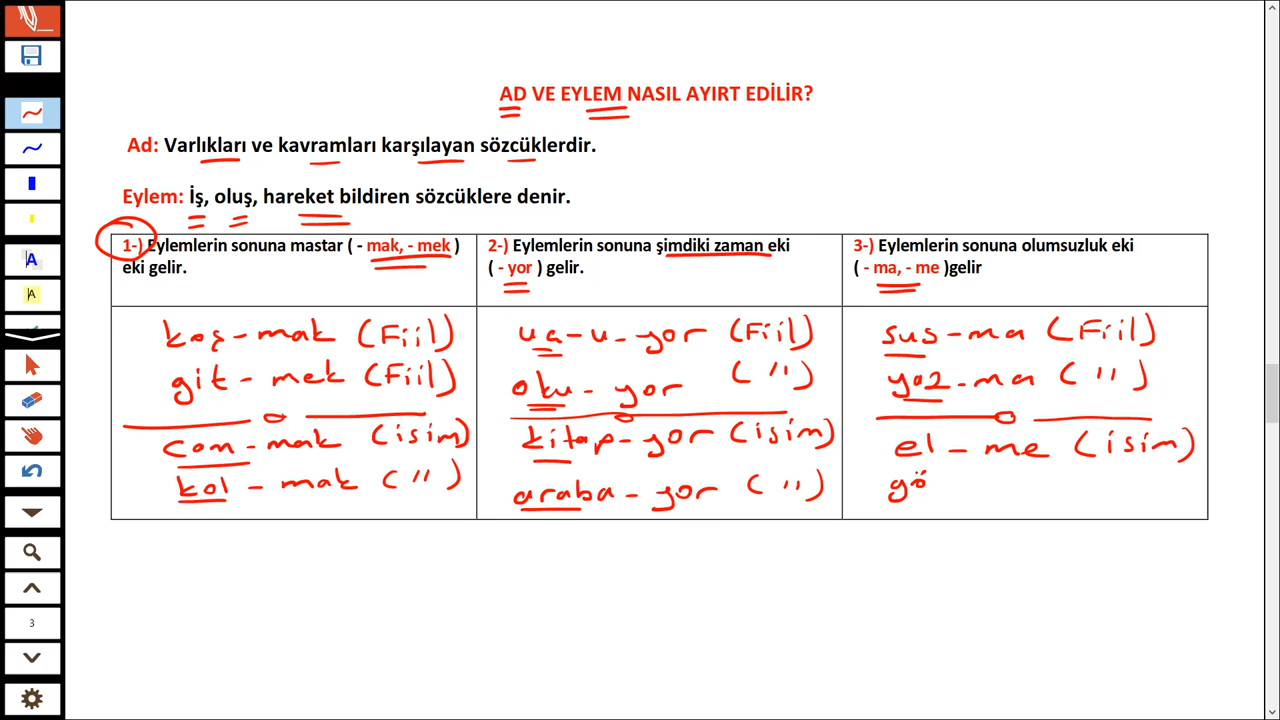 AD VE EYLEM NASIL AYIRT EDİLİR?
Ad: Varlıkları ve kavramları karşılayan sözcüklerdir.
Eylem: İş, oluş, hareket bildiren sözcüklere denir.
1-) Eylemlerin sonuna mastar ( - mak, - mek )
eki gelir.
2-) Eylemlerin sonuna şimdiki zaman eki
( - yor ) gelir.
3-) Eylemlerin sonuna olumsuzluk eki
( - ma, - me )gelir
koş - mak (Fiil)
git - mek (Fiil)
cam - mak (isim)
kol - mak ( " )
uç - u - yor (Fiil)
oku - yor ( " )
kitap - yor (isim)
araba - yor ( " )
sus - ma (Fiil)
yaz - ma ( " )
el - me (isim)
gö
A
A
3